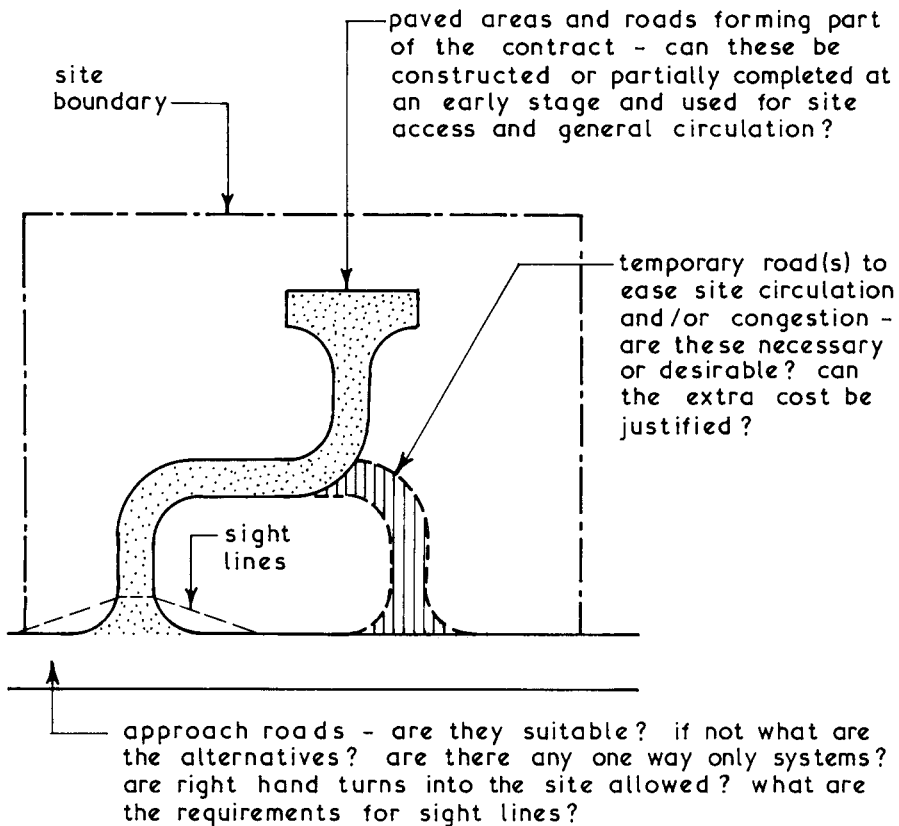 paved areas and roads forming part
of the contract - can these be
constructed or partially completed at
an early stage and used for site
access and general circulation?
site
boundary
temporary road(s) to
ease site circulation
and/or congestion -
are these necessary
or desirable? can
the extra cost be
justified?
sight
lines
approach roads - are they suitable? if not what are
the alternatives? are there any one way only systems?
are right hand turns into the site allowed? what are
the requirements for sight lines?